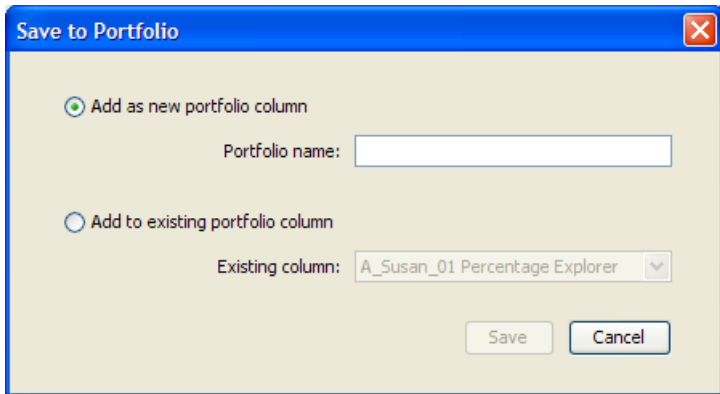 Save to Portfolio
Add as new portfolio column
Portfolio name:
Add to existing portfolio column
Existing column: A_Susan_01 Percentage Explorer
Save Cancel